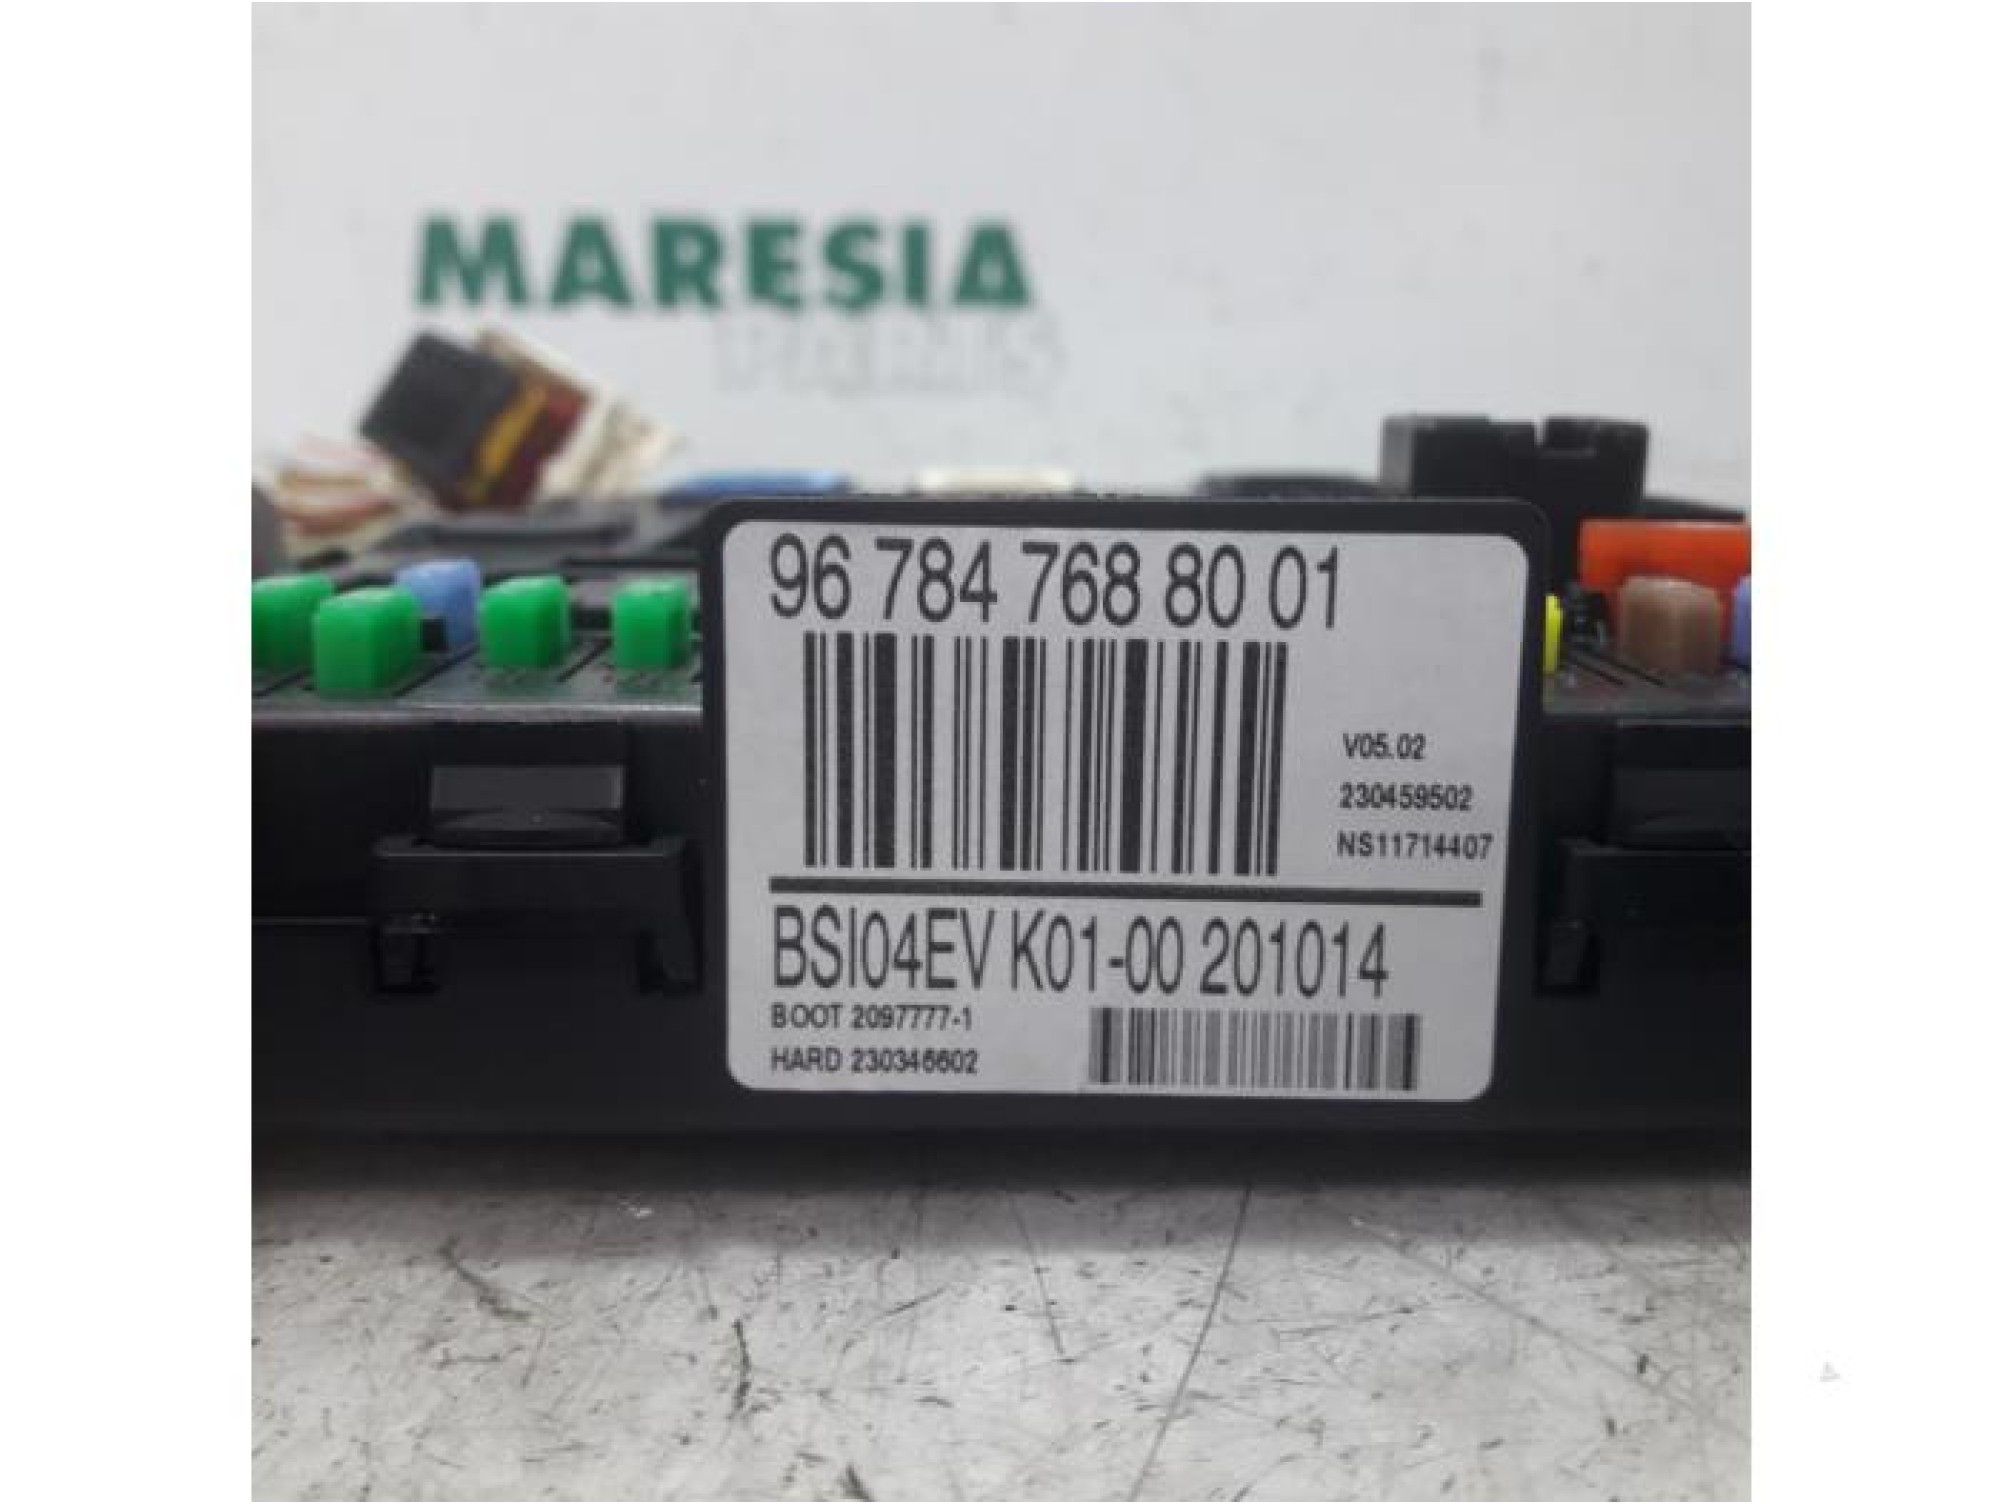 MARESIA
PARTS
96 784 768 80 01
V05.02
230459502
NS11714407
BSI04EV K01-00 201014
BOOT 2097777-1
HARD 230346602